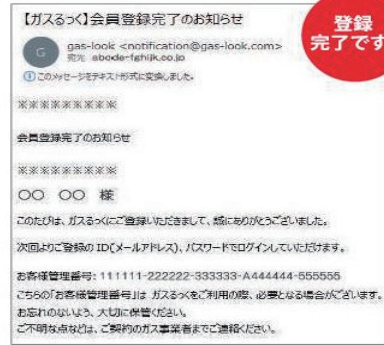 【ガスるっく】会員登録完了のお知らせ
登録
完了です
G
gas-look <notification@gas-look.com>
宛先 abcde-fghijk.co.jp
このメッセージをテキスト形式に変換しました。
※※※※※※※※※
会員登録完了のお知らせ
※※※※※※※※※
○○ ○○ 様
このたびは、ガスるっくにご登録いただきまして、誠にありがとうございました。
次回よりご登録の ID(メールアドレス)、パスワードでログインしていただけます。
お客様管理番号: 111111-222222-333333-A444444-555555
こちらの「お客様管理番号」は ガスるっくをご利用の際、必要となる場合がございます。
お忘れのないよう、大切に保管ください。
ご不明な点などは、ご契約のガス事業者までご連絡ください。